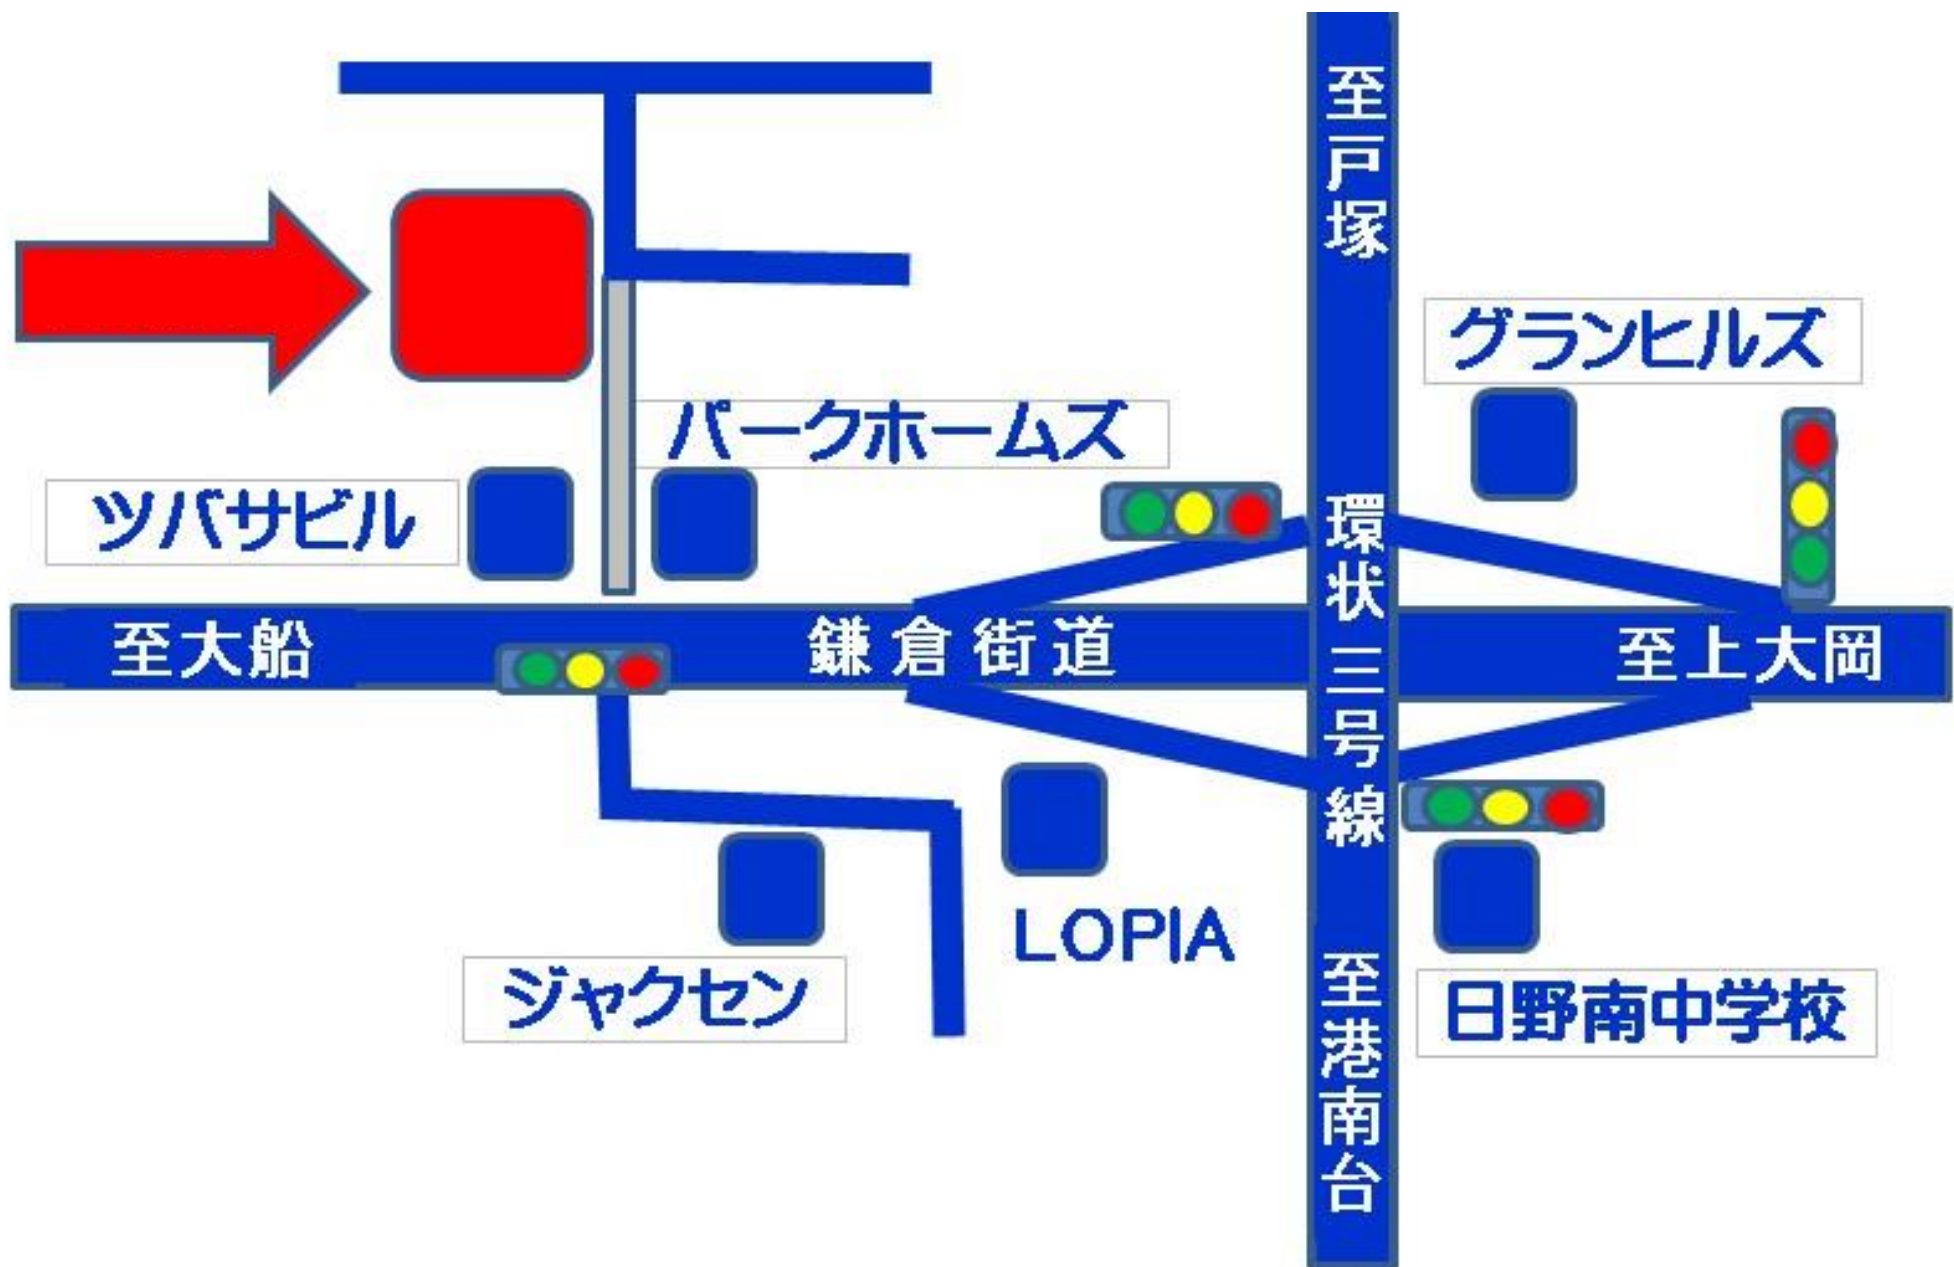 至戸塚
グランヒルズ
パークホームズ
ツバサビル
環状三号線
至大船
鎌倉街道
至上大岡
LOPIA
ジャクセン
至港南台
日野南中学校